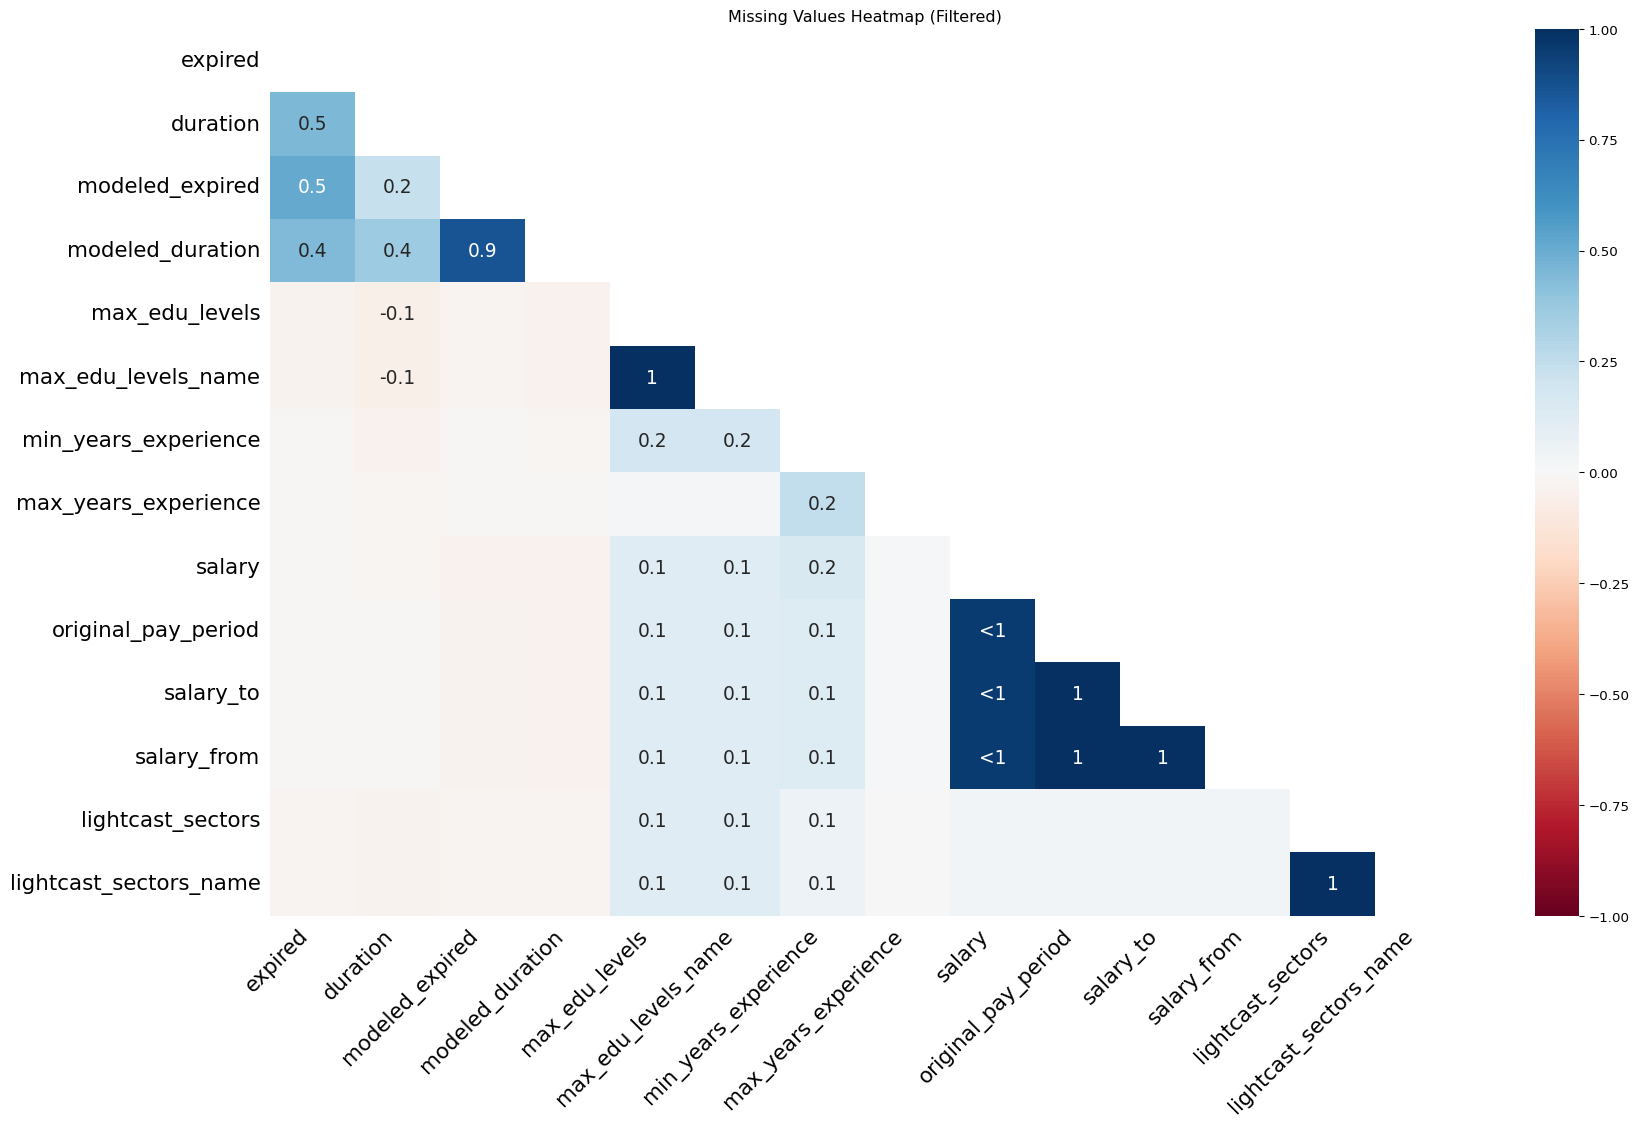 Missing Values Heatmap (Filtered)
expired
duration 0.5
modeled_expired 0.5 0.2
modeled_duration 0.4 0.4 0.9
max_edu_levels -0.1
max_edu_levels_name -0.1 1
min_years_experience 0.2 0.2
max_years_experience 0.2
salary 0.1 0.1 0.2
original_pay_period 0.1 0.1 0.1 <1
salary_to 0.1 0.1 0.1 <1 1
salary_from 0.1 0.1 0.1 <1 1 1
lightcast_sectors 0.1 0.1 0.1
lightcast_sectors_name 0.1 0.1 0.1 1
expired
duration
modeled_expired
modeled_duration
max_edu_levels
max_edu_levels_name
min_years_experience
max_years_experience
salary
original_pay_period
salary_to
salary_from
lightcast_sectors
lightcast_sectors_name
1.00
0.75
0.50
0.25
0.00
−0.25
−0.50
−0.75
−1.00